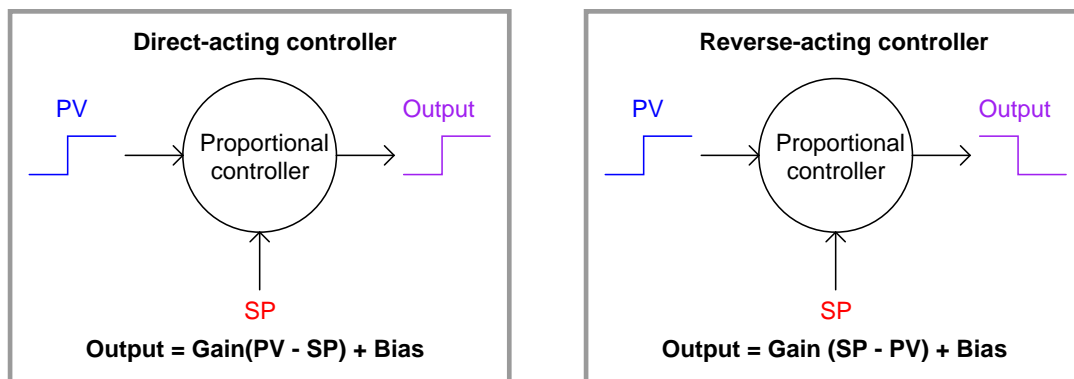 Direct-acting controller
PV
Output
Proportional
controller
SP
Output = Gain(PV - SP) + Bias
Reverse-acting controller
PV
Output
Proportional
controller
SP
Output = Gain (SP - PV) + Bias